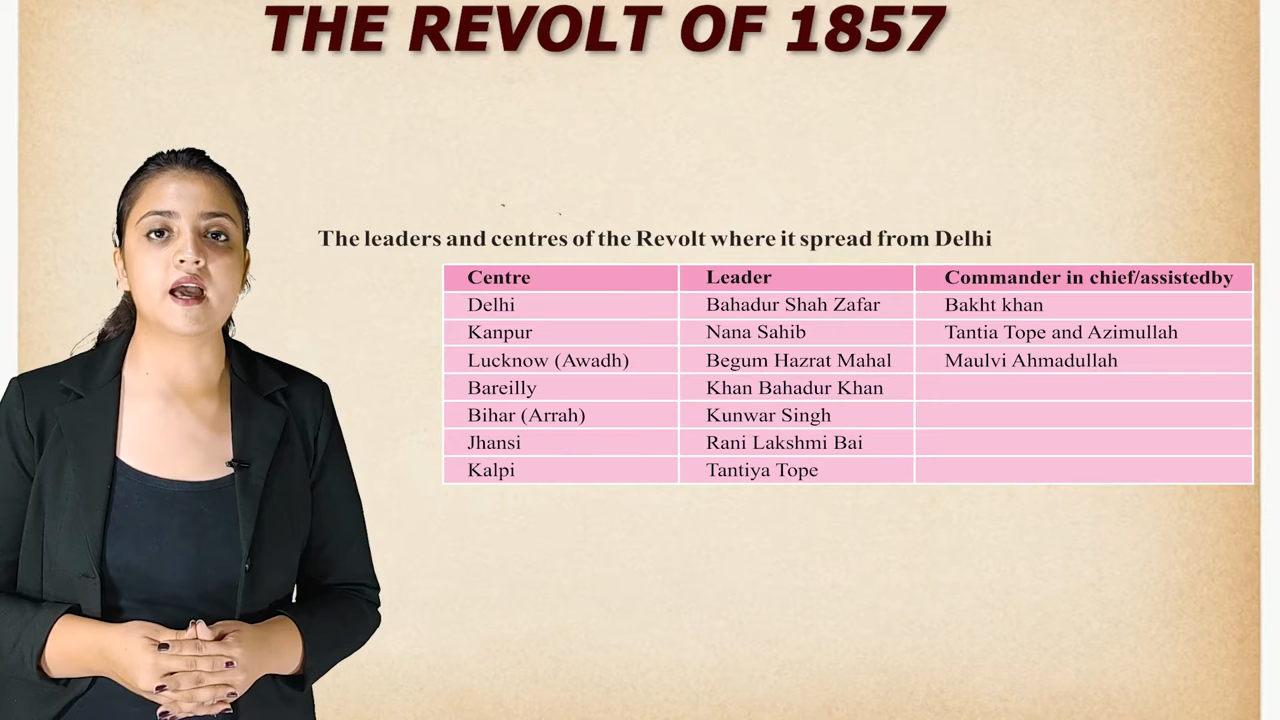 THE REVOLT OF 1857
The leaders and centres of the Revolt where it spread from Delhi
Centre Leader Commander in chief/assistedby
Delhi Bahadur Shah Zafar Bakht khan
Kanpur Nana Sahib Tantia Tope and Azimullah
Lucknow (Awadh) Begum Hazrat Mahal Maulvi Ahmadullah
Bareilly Khan Bahadur Khan
Bihar (Arrah) Kunwar Singh
Jhansi Rani Lakshmi Bai
Kalpi Tantiya Tope